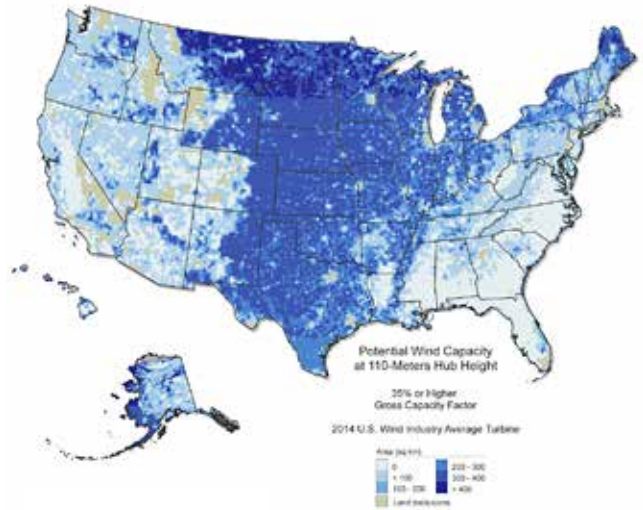 Potential Wind Capacity
at 110-Meters Hub Height
35% or Higher
Gross Capacity Factor
2014 U.S. Wind Industry Average Turbine
Area (sq km)
0
< 100
100 - 200
200 - 300
300 - 400
> 400
Land exclusions